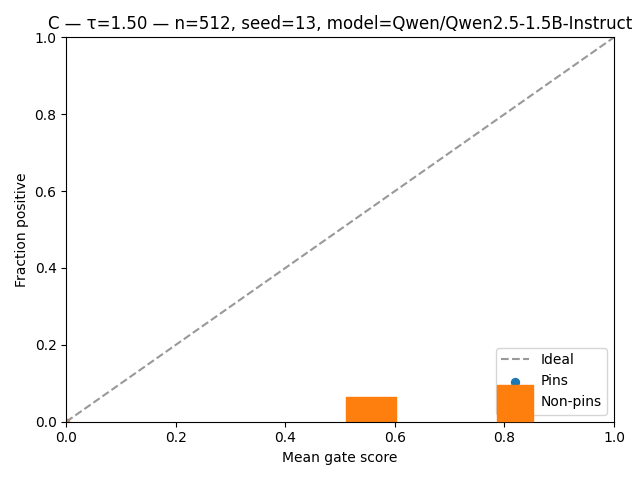 C — τ=1.50 — n=512, seed=13, model=Qwen/Qwen2.5-1.5B-Instruct
1.0
0.8
0.6
0.4
0.2
0.0
Fraction positive
Ideal
Pins
Non-pins
0.0 0.2 0.4 0.6 0.8 1.0
Mean gate score